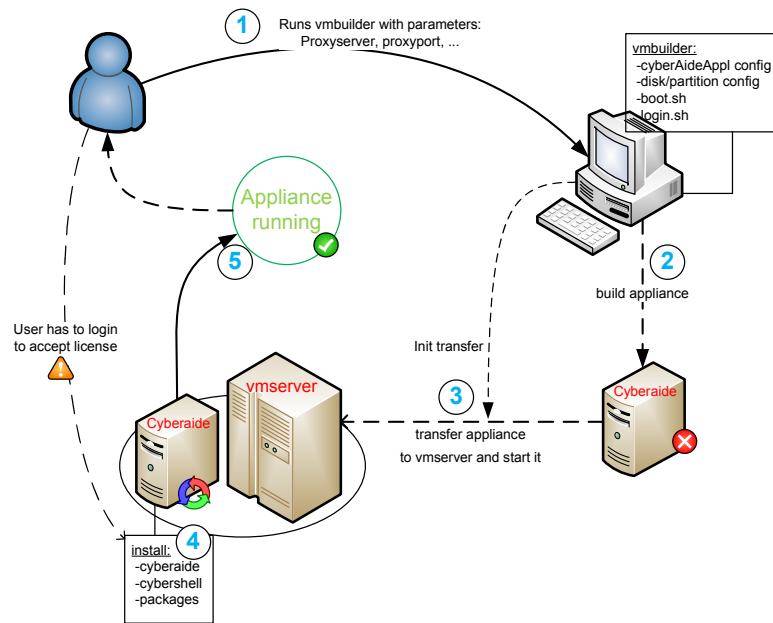 1
Runs vmbuilder with parameters:
Proxyserver, proxyport, ...
vmbuilder:
-cyberAideAppl config
-disk/partition config
-boot.sh
-login.sh
Appliance
running
5
2
build appliance
User has to login
to accept license
Init transfer
vmserver
Cyberaide
Cyberaide
3
transfer appliance
to vmserver and start it
4
install:
-cyberaide
-cybershell
-packages